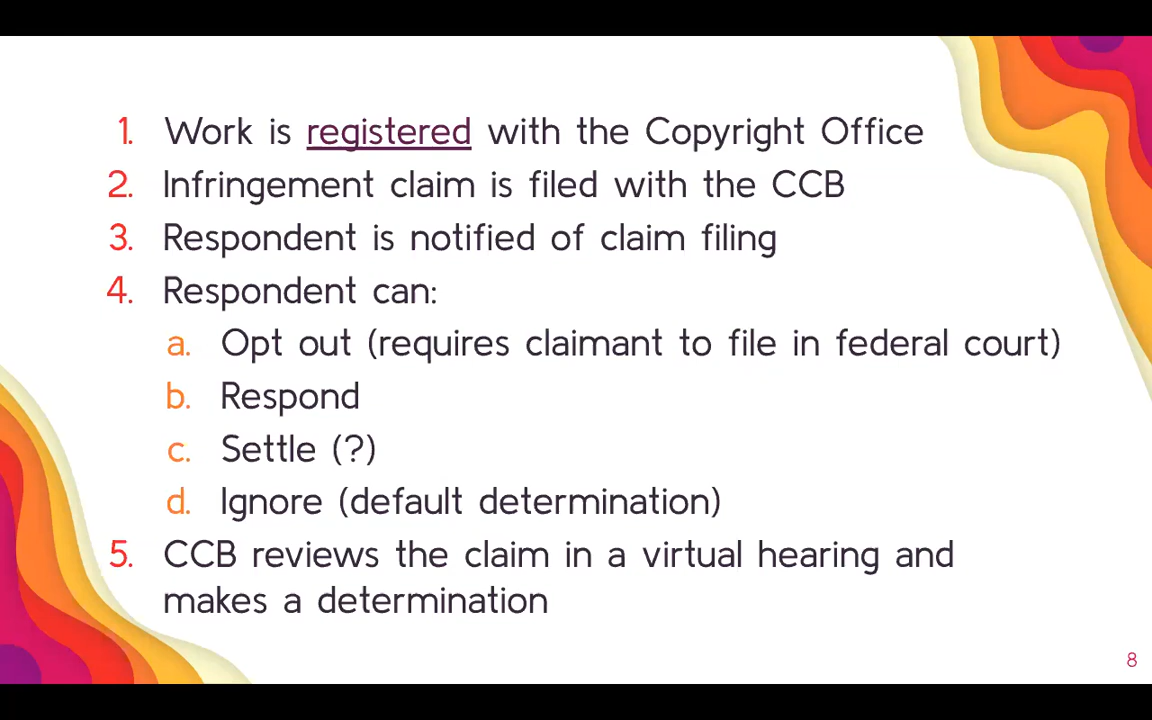 1. Work is registered with the Copyright Office
2. Infringement claim is filed with the CCB
3. Respondent is notified of claim filing
4. Respondent can:
a. Opt out (requires claimant to file in federal court)
b. Respond
c. Settle (?)
d. Ignore (default determination)
5. CCB reviews the claim in a virtual hearing and
makes a determination
8